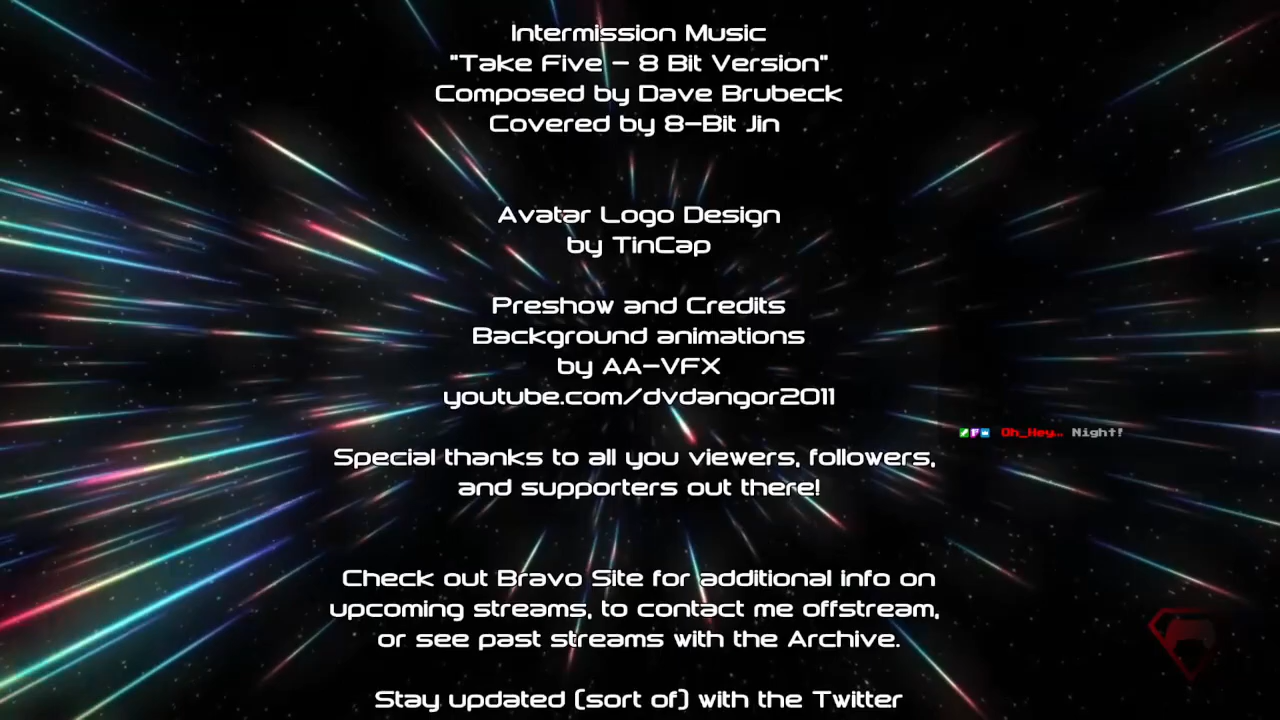 Intermission Music
"Take Five - 8 Bit Version"
Composed by Dave Brubeck
Covered by 8-Bit Jin
Avatar Logo Design
by TinCap
Preshow and Credits
Background animations
by AA-VFX
youtube.com/dvdangor2011
Oh_Hey… Night!
Special thanks to all you viewers, followers,
and supporters out there!
Check out Bravo Site for additional info on
upcoming streams, to contact me offstream,
or see past streams with the Archive.
Stay updated (sort of) with the Twitter